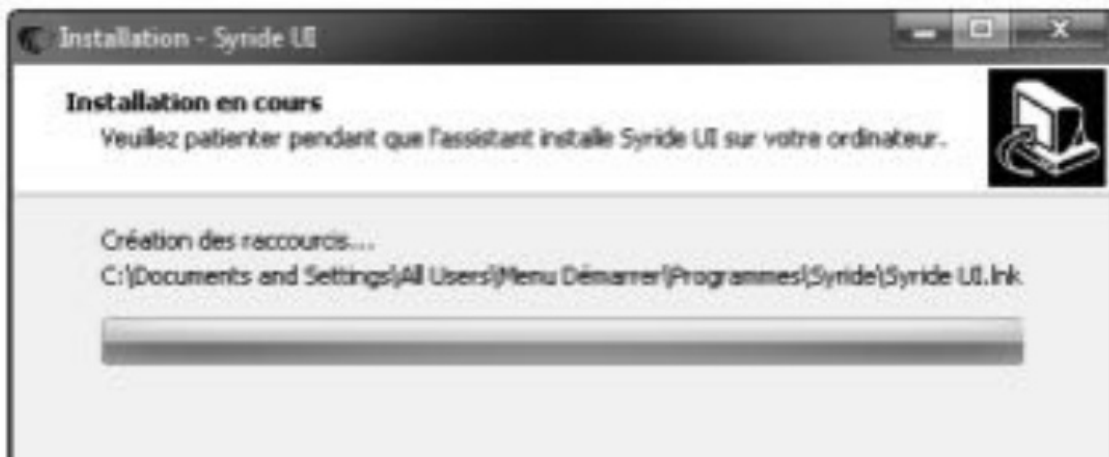 Installation - Syride UI
Installation en cours
Veuillez patienter pendant que l'assistant installe Syride UI sur votre ordinateur.
Création des raccourcis...
C:\Documents and Settings\All Users\Menu Démarrer\Programmes\Syride\Syride UI.lnk